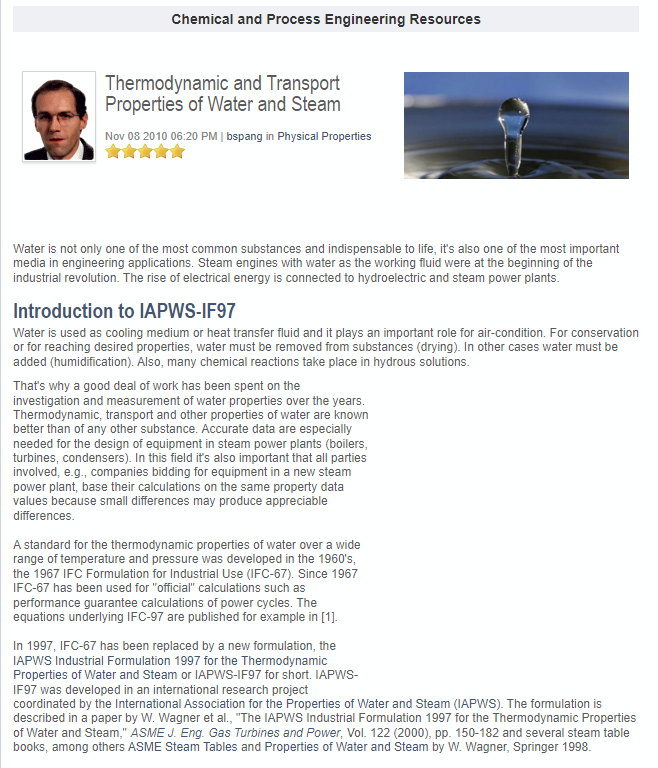 Chemical and Process Engineering Resources
Thermodynamic and Transport
Properties of Water and Steam
Nov 08 2010 06:20 PM | bspang in Physical Properties
Water is not only one of the most common substances and indispensable to life, it's also one of the most important
media in engineering applications. Steam engines with water as the working fluid were at the beginning of the
industrial revolution. The rise of electrical energy is connected to hydroelectric and steam power plants.
Introduction to IAPWS-IF97
Water is used as cooling medium or heat transfer fluid and it plays an important role for air-condition. For conservation
or for reaching desired properties, water must be removed from substances (drying). In other cases water must be
added (humidification). Also, many chemical reactions take place in hydrous solutions.
That's why a good deal of work has been spent on the
investigation and measurement of water properties over the years.
Thermodynamic, transport and other properties of water are known
better than of any other substance. Accurate data are especially
needed for the design of equipment in steam power plants (boilers,
turbines, condensers). In this field it's also important that all parties
involved, e.g., companies bidding for equipment in a new steam
power plant, base their calculations on the same property data
values because small differences may produce appreciable
differences.
A standard for the thermodynamic properties of water over a wide
range of temperature and pressure was developed in the 1960's,
the 1967 IFC Formulation for Industrial Use (IFC-67). Since 1967
IFC-67 has been used for "official" calculations such as
performance guarantee calculations of power cycles. The
equations underlying IFC-97 are published for example in [1].
In 1997, IFC-67 has been replaced by a new formulation, the
IAPWS Industrial Formulation 1997 for the Thermodynamic
Properties of Water and Steam or IAPWS-IF97 for short. IAPWS-
IF97 was developed in an international research project
coordinated by the International Association for the Properties of Water and Steam (IAPWS). The formulation is
described in a paper by W. Wagner et al., "The IAPWS Industrial Formulation 1997 for the Thermodynamic Properties
of Water and Steam," ASME J. Eng. Gas Turbines and Power, Vol. 122 (2000), pp. 150-182 and several steam table
books, among others ASME Steam Tables and Properties of Water and Steam by W. Wagner, Springer 1998.